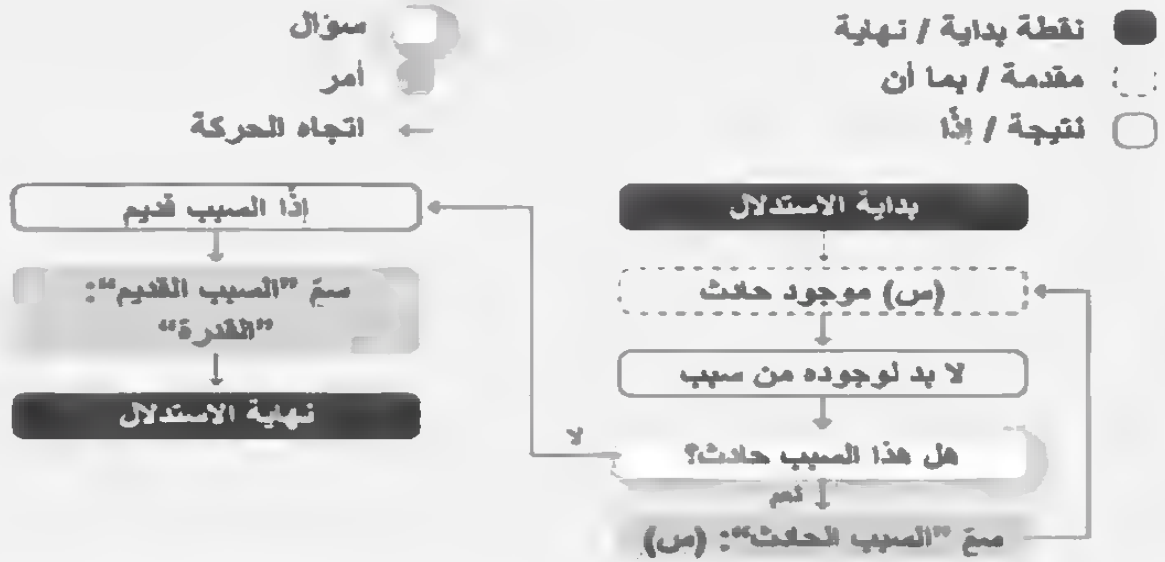 نقطة بداية / نهاية
مقدمة / بما أن
نتيجة / إذًا
سؤال
أمر
اتجاه الحركة
بداية الاستدلال
(س) موجود حادث
لا بد لوجوده من سبب
هل هذا السبب حادث؟
نعم
لا
سمّ ”السبب الحادث“: (س)
إذًا السبب قديم
سمّ ”السبب القديم“:
”القدرة“
نهاية الاستدلال